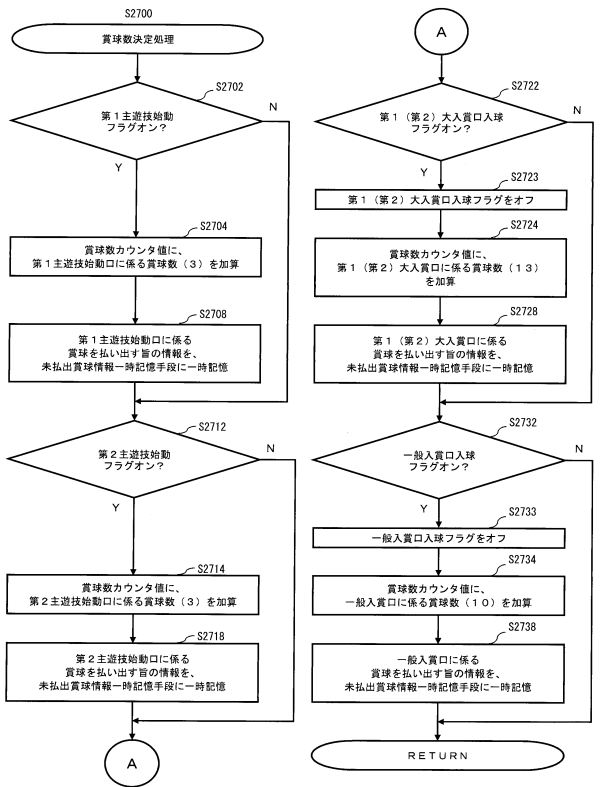 S2700
賞球数決定処理
S2702
第1主遊技始動
フラグオン?
N
Y
S2704
賞球数カウンタ値に、
第1主遊技始動口に係る賞球数(3)を加算
S2708
第1主遊技始動口に係る
賞球を払い出す旨の情報を、
未払出賞球情報一時記憶手段に一時記憶
S2712
第2主遊技始動
フラグオン?
N
Y
S2714
賞球数カウンタ値に、
第2主遊技始動口に係る賞球数(3)を加算
S2718
第2主遊技始動口に係る
賞球を払い出す旨の情報を、
未払出賞球情報一時記憶手段に一時記憶
A
A
S2722
第1(第2)大入賞口入球
フラグオン?
N
Y
S2723
第1(第2)大入賞口入球フラグをオフ
S2724
賞球数カウンタ値に、
第1(第2)大入賞口に係る賞球数(13)
を加算
S2728
第1(第2)大入賞口に係る
賞球を払い出す旨の情報を、
未払出賞球情報一時記憶手段に一時記憶
S2732
一般入賞口入球
フラグオン?
N
Y
S2733
一般入賞口入球フラグをオフ
S2734
賞球数カウンタ値に、
一般入賞口に係る賞球数(10)を加算
S2738
一般入賞口に係る
賞球を払い出す旨の情報を、
未払出賞球情報一時記憶手段に一時記憶
RETURN